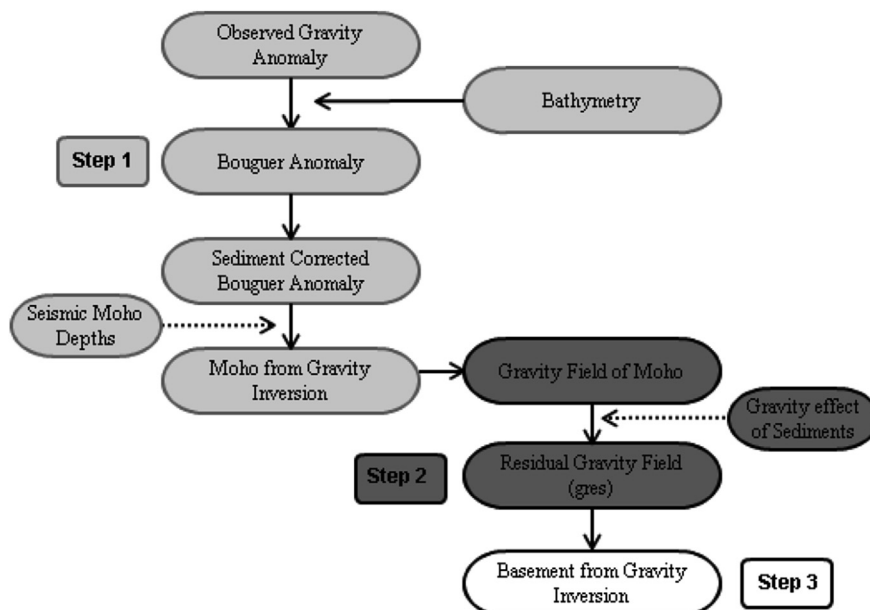 Observed Gravity
Anomaly
Bathymetry
Step 1
Bouguer Anomaly
Sediment Corrected
Bouguer Anomaly
Seismic Moho
Depths
Moho from Gravity
Inversion
Gravity Field of Moho
Gravity effect
of Sediments
Step 2
Residual Gravity Field
(gres)
Basement from Gravity
Inversion
Step 3